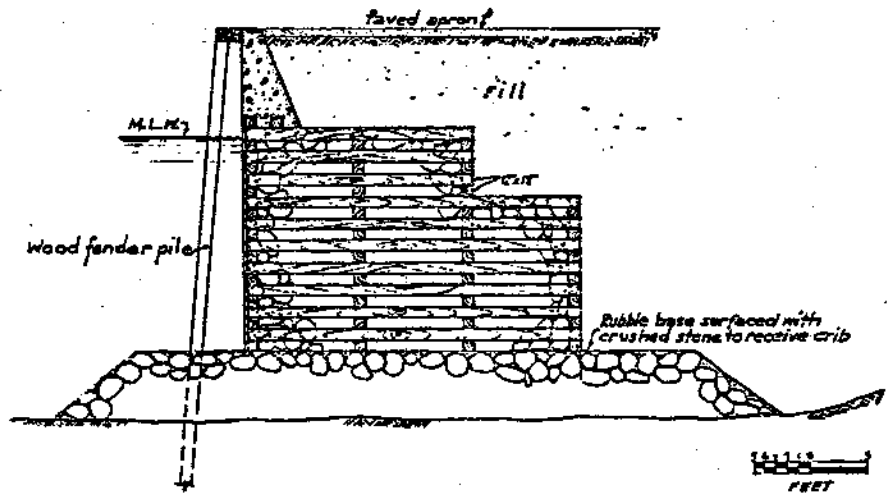 Paved apron
Fill
M.L.W.
Wood fender pile
Rubble base surfaced with
crushed stone to receive crib
FEET